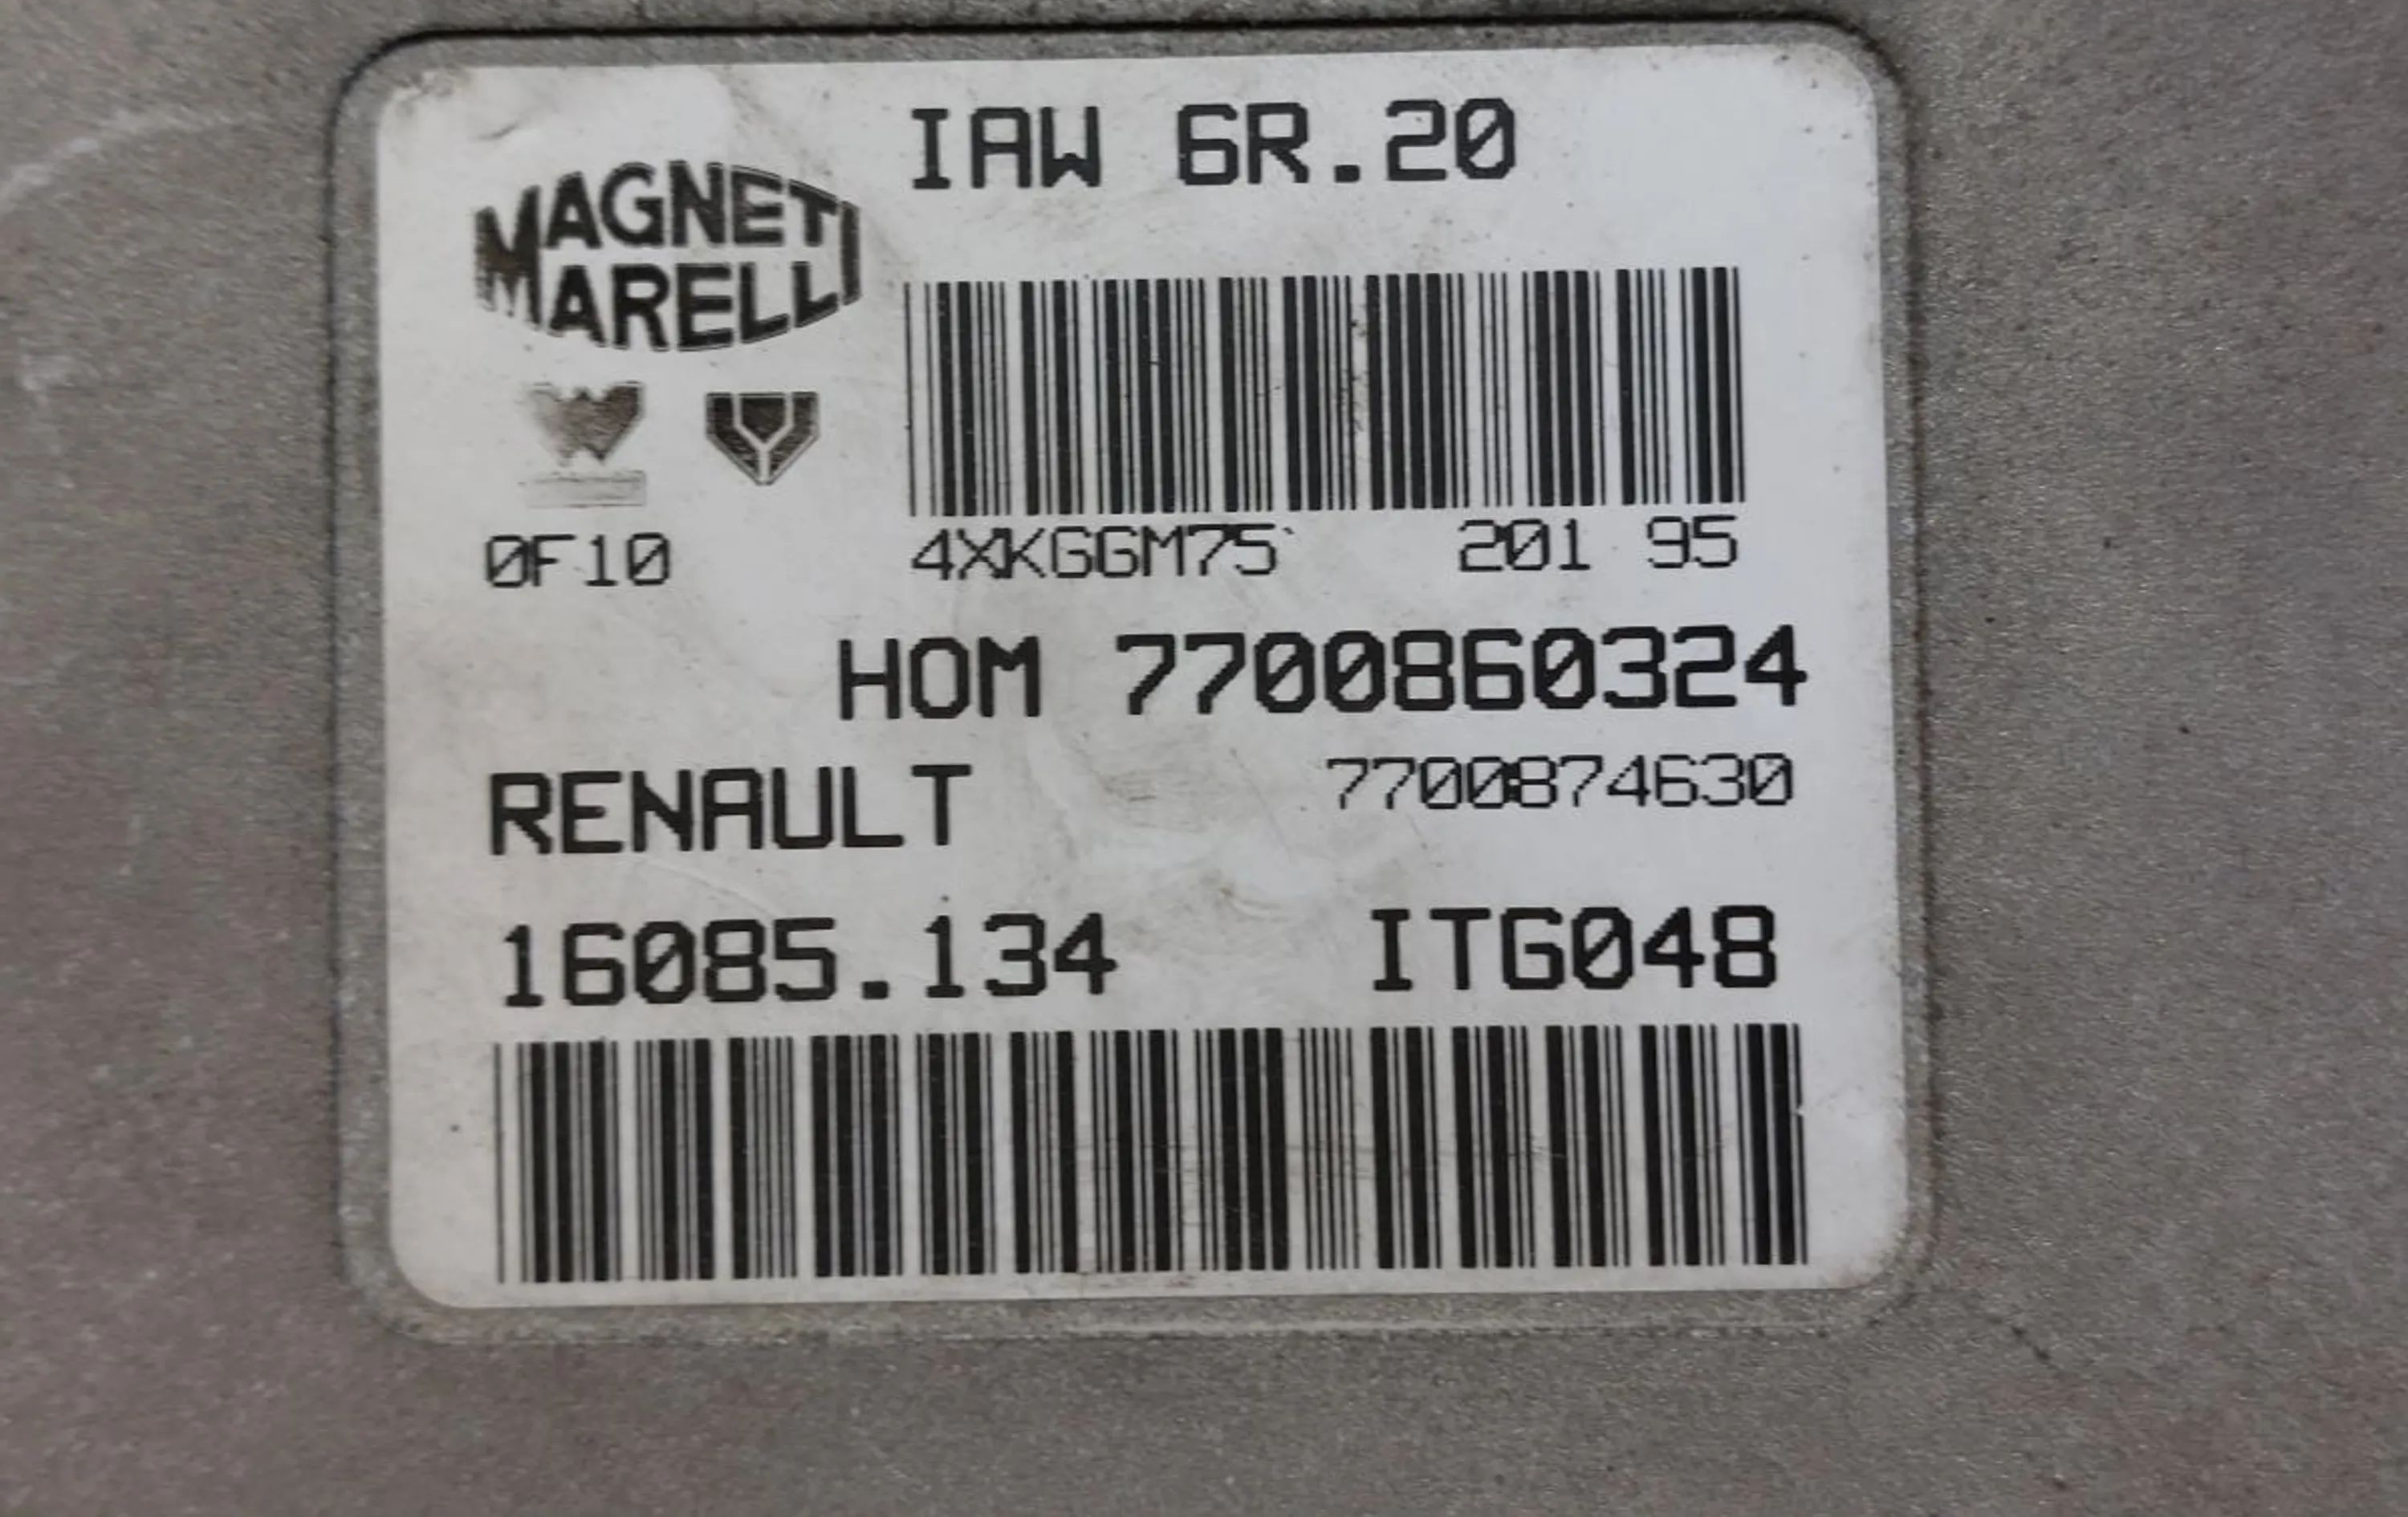 IAW 6R.20
MAGNETI
MARELLI
0F10 4XKGGM75 201 95
HOM 7700860324
RENAULT 7700874630
16085.134 ITG048